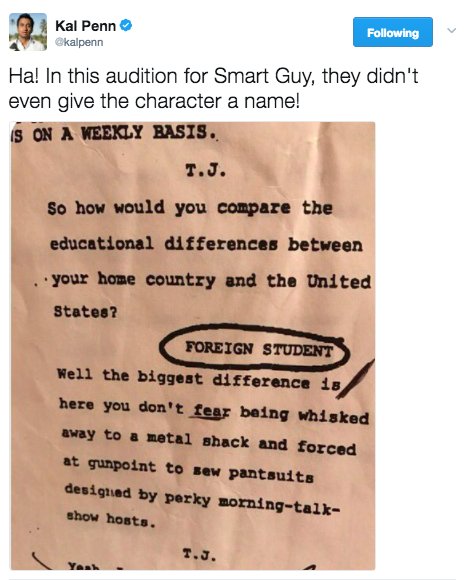 Kal Penn
@kalpenn
Following
Ha! In this audition for Smart Guy, they didn't
even give the character a name!
S ON A WEEKLY BASIS.
T.J.
So how would you compare the
educational differences between
your home country and the United
States?
FOREIGN STUDENT
Well the biggest difference is
here you don't fear being whisked
away to a metal shack and forced
at gunpoint to sew pantsuits
designed by perky morning-talk-
show hosts.
T.J.